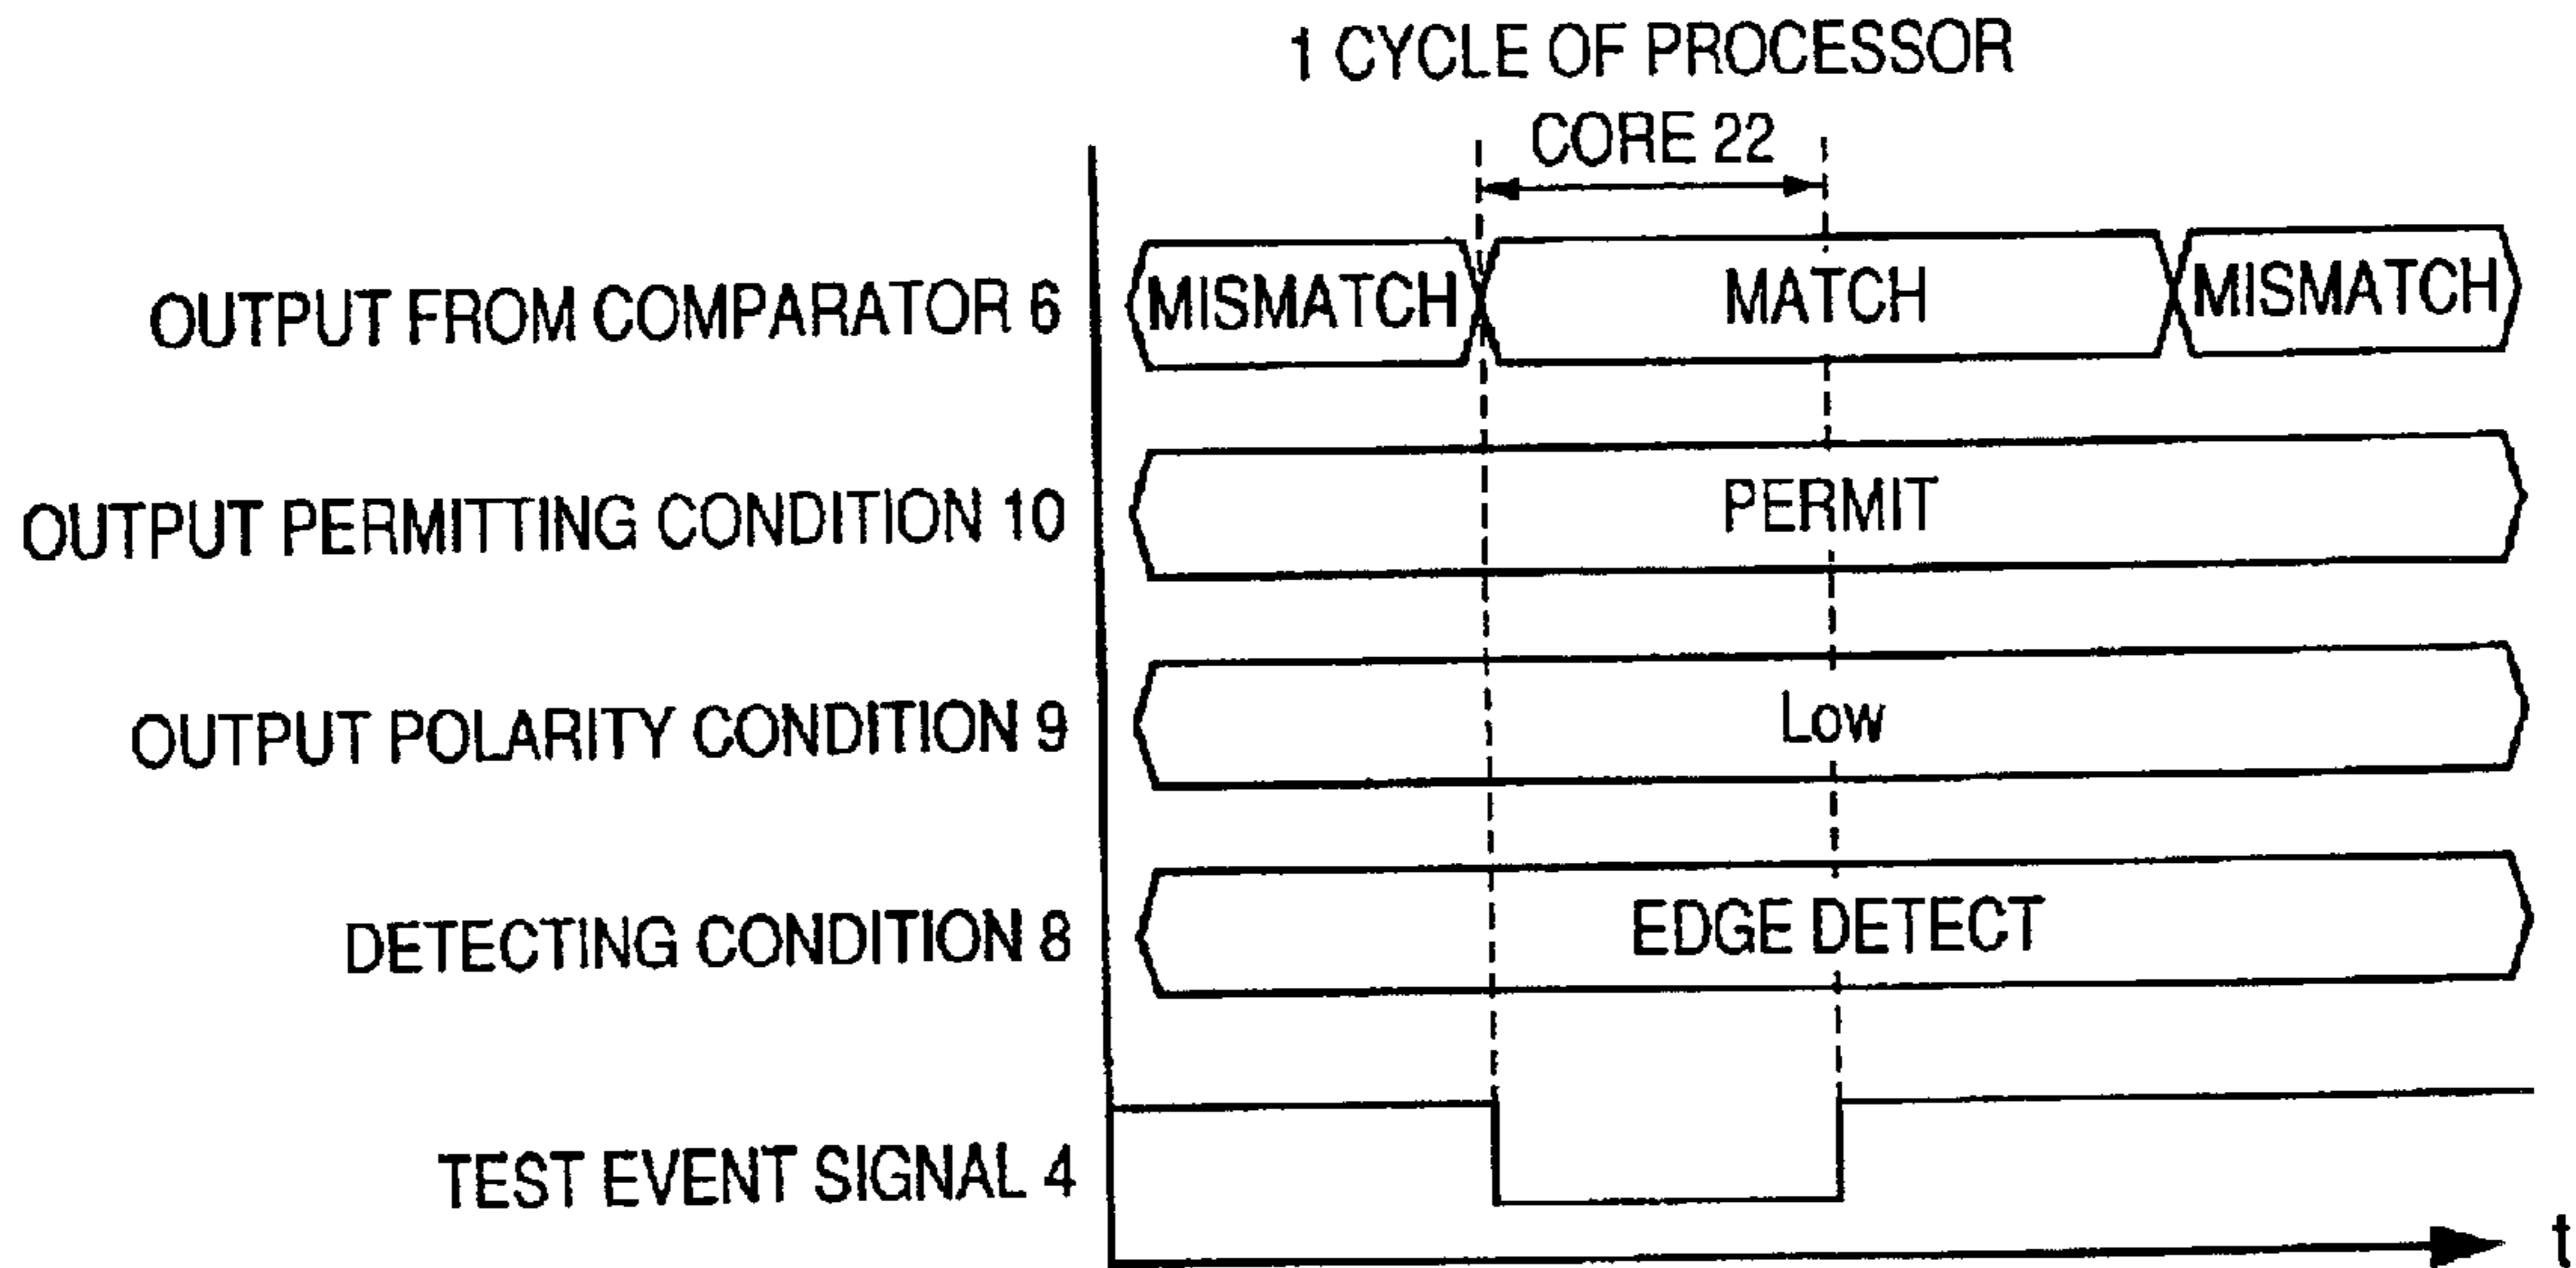 1 CYCLE OF PROCESSOR
CORE 22
OUTPUT FROM COMPARATOR 6
MISMATCH
MATCH
MISMATCH
OUTPUT PERMITTING CONDITION 10
PERMIT
OUTPUT POLARITY CONDITION 9
Low
DETECTING CONDITION 8
EDGE DETECT
TEST EVENT SIGNAL 4
t